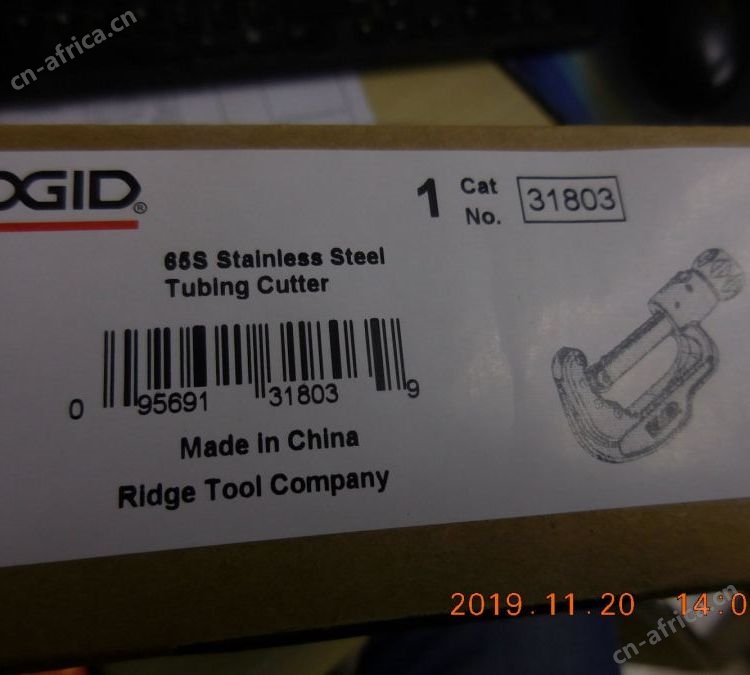 cn-africa.cn
DGID®
1 Cat No. 31803
65S Stainless Steel
Tubing Cutter
0 95691 31803 9
Made in China
Ridge Tool Company
2019.11.20 14:0
cn-africa.cn